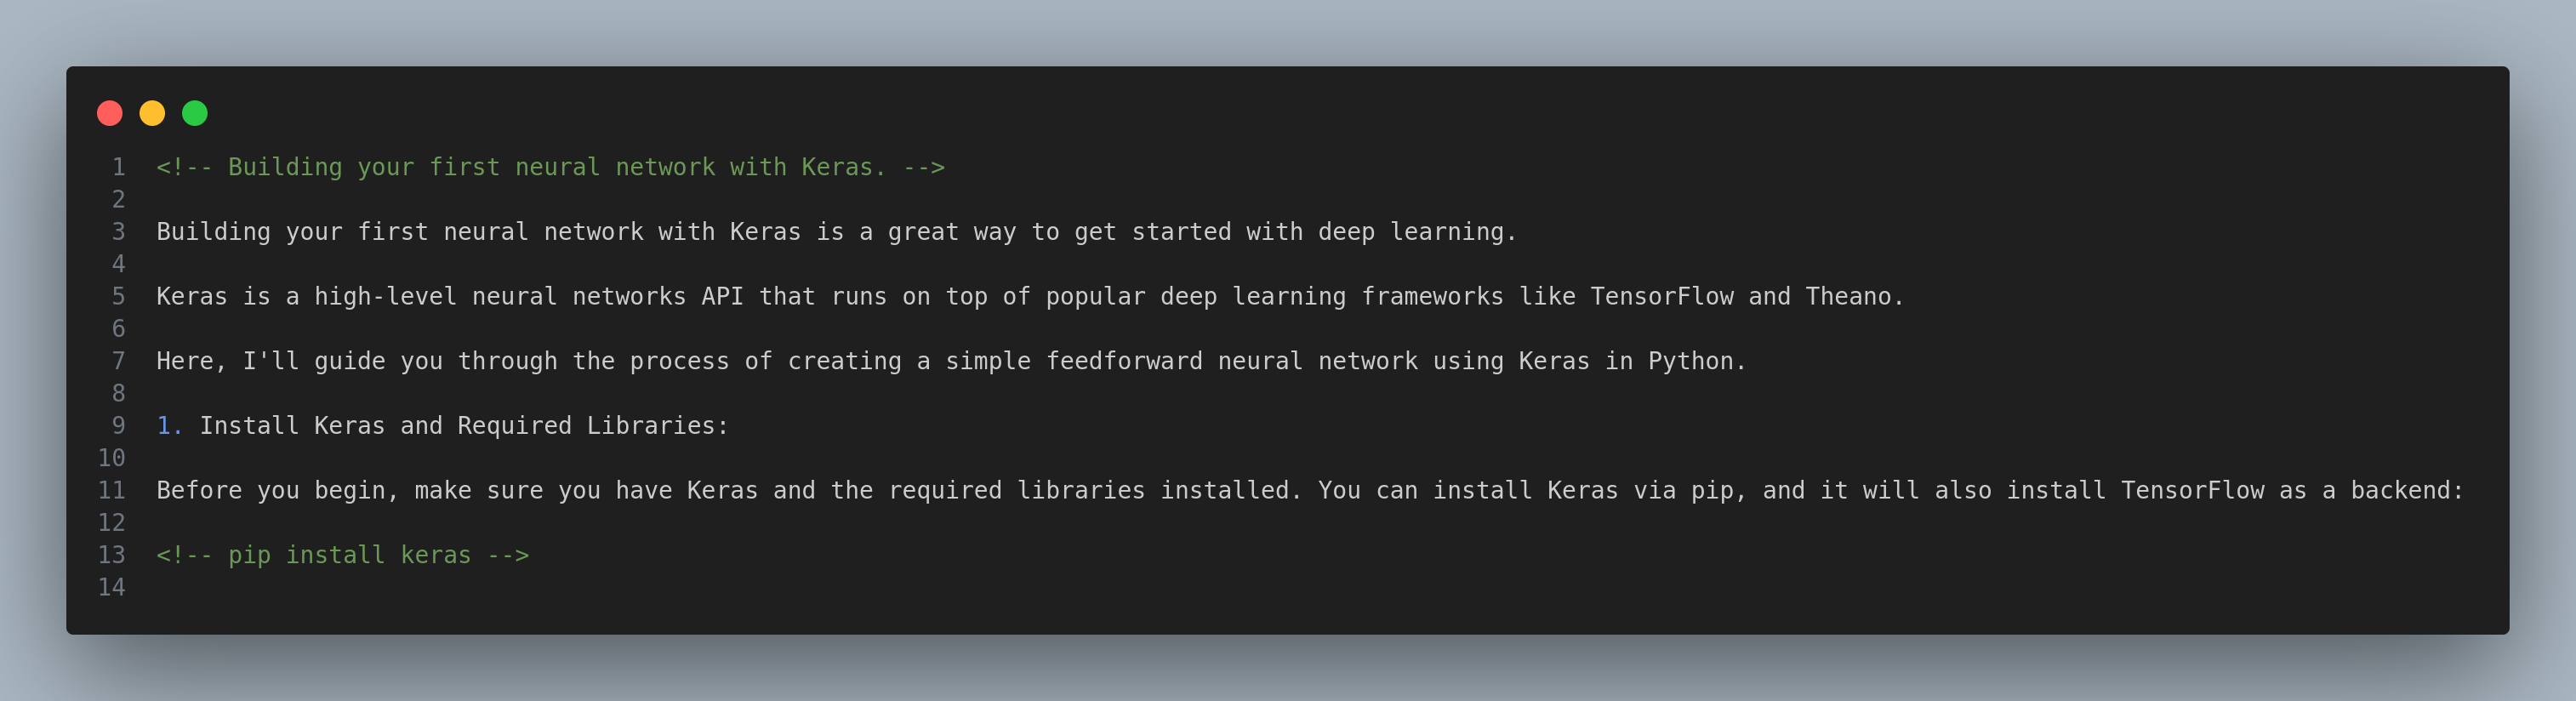 1 <!-- Building your first neural network with Keras. -->
2
3 Building your first neural network with Keras is a great way to get started with deep learning.
4
5 Keras is a high-level neural networks API that runs on top of popular deep learning frameworks like TensorFlow and Theano.
6
7 Here, I'll guide you through the process of creating a simple feedforward neural network using Keras in Python.
8
9 1. Install Keras and Required Libraries:
10
11 Before you begin, make sure you have Keras and the required libraries installed. You can install Keras via pip, and it will also install TensorFlow as a backend:
12
13 <!-- pip install keras -->
14